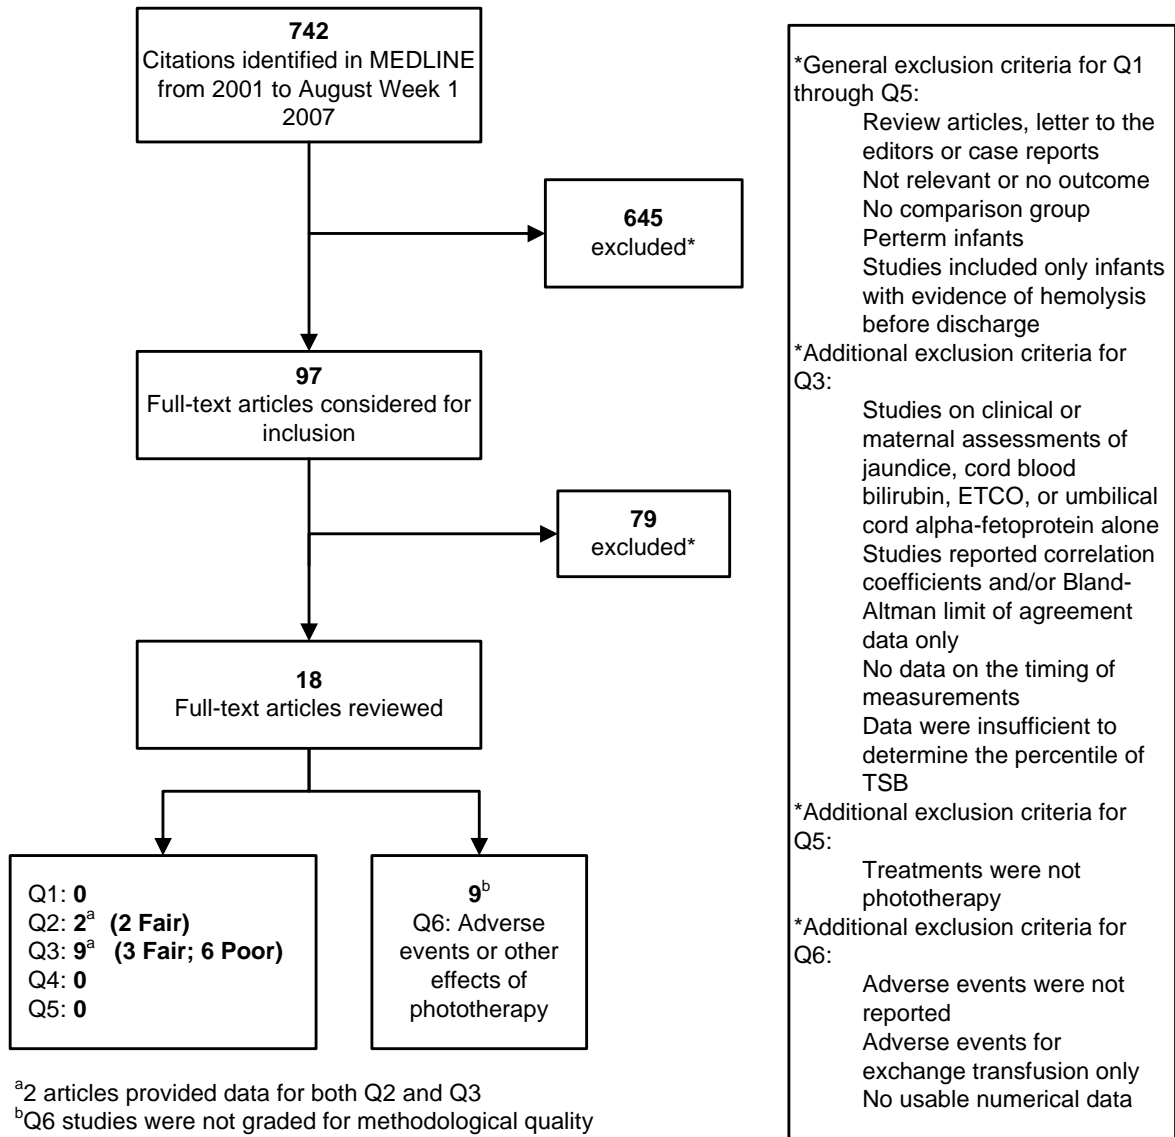 742
Citations identified in MEDLINE
from 2001 to August Week 1
2007
645
excluded*
97
Full-text articles considered for
inclusion
79
excluded*
18
Full-text articles reviewed
Q1: 0
Q2: 2a (2 Fair)
Q3: 9a (3 Fair; 6 Poor)
Q4: 0
Q5: 0
9b
Q6: Adverse
events or other
effects of
phototherapy
a2 articles provided data for both Q2 and Q3
bQ6 studies were not graded for methodological quality
*General exclusion criteria for Q1
through Q5:
Review articles, letter to the
editors or case reports
Not relevant or no outcome
No comparison group
Perterm infants
Studies included only infants
with evidence of hemolysis
before discharge
*Additional exclusion criteria for
Q3:
Studies on clinical or
maternal assessments of
jaundice, cord blood
bilirubin, ETCO, or umbilical
cord alpha-fetoprotein alone
Studies reported correlation
coefficients and/or Bland-
Altman limit of agreement
data only
No data on the timing of
measurements
Data were insufficient to
determine the percentile of
TSB
*Additional exclusion criteria for
Q5:
Treatments were not
phototherapy
*Additional exclusion criteria for
Q6:
Adverse events were not
reported
Adverse events for
exchange transfusion only
No usable numerical data